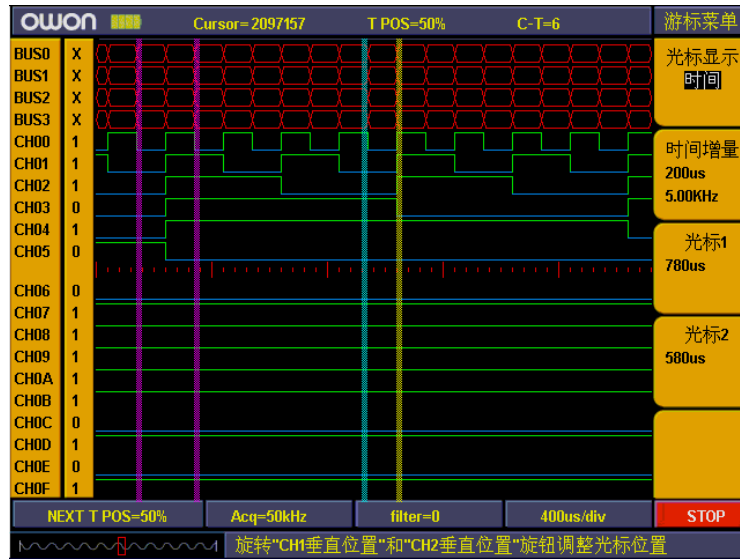 owon Cursor=2097157 T POS=50% C-T=6 游标菜单
BUS0 X
BUS1 X
BUS2 X
BUS3 X
CH00 1
CH01 1
CH02 1
CH03 0
CH04 1
CH05 0
CH06 0
CH07 1
CH08 1
CH09 1
CH0A 1
CH0B 1
CH0C 0
CH0D 1
CH0E 0
CH0F 1
光标显示
时间
时间增量
200us
5.00KHz
光标1
780us
光标2
580us
NEXT T POS=50% Acq=50kHz filter=0 400us/div STOP
旋转"CH1垂直位置"和"CH2垂直位置"旋钮调整光标位置